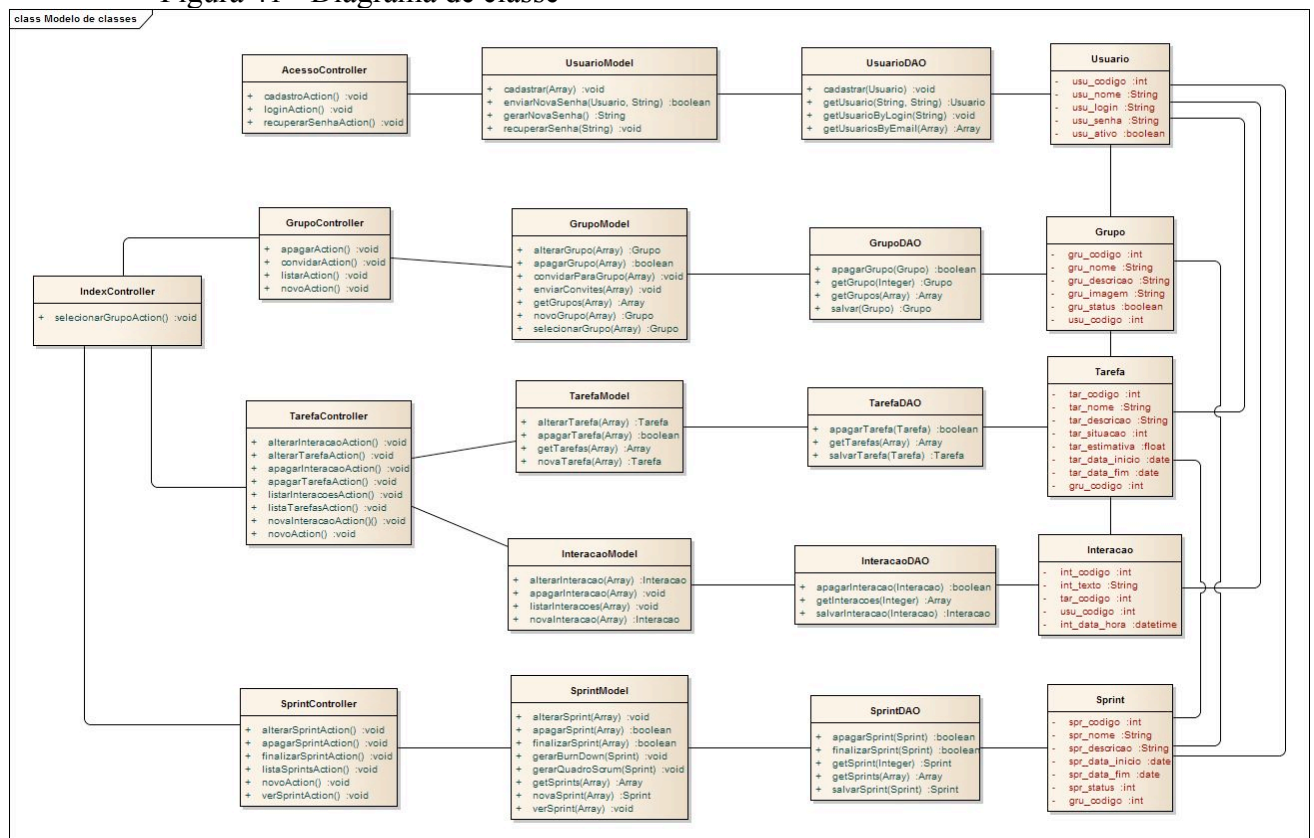 Figura 41 - Diagrama de classe
class Modelo de classes
AcessoController
+ cadastroAction() :void
+ loginAction() :void
+ recuperarSenhaAction() :void
UsuarioModel
+ cadastrar(Array) :void
+ enviarNovaSenha(Usuario, String) :boolean
+ gerarNovaSenha() :String
+ recuperarSenha(String) :void
UsuarioDAO
+ cadastrar(Usuario) :void
+ getUsuario(String, String) :Usuario
+ getUsuarioByLogin(String) :void
+ getUsuariosByEmail(Array) :Array
Usuario
- usu_codigo :int
- usu_nome :String
- usu_login :String
- usu_senha :String
- usu_ativo :boolean
GrupoController
+ apagarAction() :void
+ convidarAction() :void
+ listarAction() :void
+ novoAction() :void
GrupoModel
+ alterarGrupo(Array) :Grupo
+ apagarGrupo(Array) :boolean
+ convidarParaGrupo(Array) :void
+ enviarConvites(Array) :void
+ getGrupos(Array) :Array
+ novoGrupo(Array) :Grupo
+ selecionarGrupo(Array) :Grupo
GrupoDAO
+ apagarGrupo(Grupo) :boolean
+ getGrupo(Integer) :Grupo
+ getGrupos(Array) :Array
+ salvar(Grupo) :Grupo
Grupo
- gru_codigo :int
- gru_nome :String
- gru_descricao :String
- gru_imagem :String
- gru_status :boolean
- usu_codigo :int
IndexController
+ selecionarGrupoAction() :void
TarefaController
+ alterarInteracaoAction() :void
+ alterarTarefaAction() :void
+ apagarInteracaoAction() :void
+ apagarTarefaAction() :void
+ listarInteracoesAction() :void
+ listaTarefasAction() :void
+ novaInteracaoAction()() :void
+ novoAction() :void
TarefaModel
+ alterarTarefa(Array) :Tarefa
+ apagarTarefa(Array) :boolean
+ getTarefas(Array) :Array
+ novaTarefa(Array) :Tarefa
TarefaDAO
+ apagarTarefa(Tarefa) :boolean
+ getTarefas(Array) :Array
+ salvarTarefa(Tarefa) :Tarefa
Tarefa
- tar_codigo :int
- tar_nome :String
- tar_descricao :String
- tar_situacao :int
- tar_estimativa :float
- tar_data_inicio :date
- tar_data_fim :date
- gru_codigo :int
InteracaoModel
+ alterarInteracao(Array) :Interacao
+ apagarInteracao(Array) :void
+ listarInteracoes(Array) :void
+ novaInteracao(Array) :Interacao
InteracaoDAO
+ apagarInteracao(Interacao) :boolean
+ getInteracoes(Integer) :Array
+ salvarInteracao(Interacao) :Interacao
Interacao
- int_codigo :int
- int_texto :String
- tar_codigo :int
- usu_codigo :int
- int_data_hora :datetime
SprintController
+ alterarSprintAction() :void
+ apagarSprintAction() :void
+ finalizarSprintAction() :void
+ listaSprintsAction() :void
+ novoAction() :void
+ verSprintAction() :void
SprintModel
+ alterarSprint(Array) :void
+ apagarSprint(Array) :boolean
+ finalizarSprint(Array) :boolean
+ gerarBurnDown(Sprint) :void
+ gerarQuadroScrum(Sprint) :void
+ getSprints(Array) :Array
+ novaSprint(Array) :Sprint
+ verSprint(Array) :void
SprintDAO
+ apagarSprint(Sprint) :boolean
+ finalizarSprint(Sprint) :boolean
+ getSprint(Integer) :Sprint
+ getSprints(Array) :Array
+ salvarSprint(Sprint) :Sprint
Sprint
- spr_codigo :int
- spr_nome :String
- spr_descricao :String
- spr_data_inicio :date
- spr_data_fim :date
- spr_status :int
- gru_codigo :int